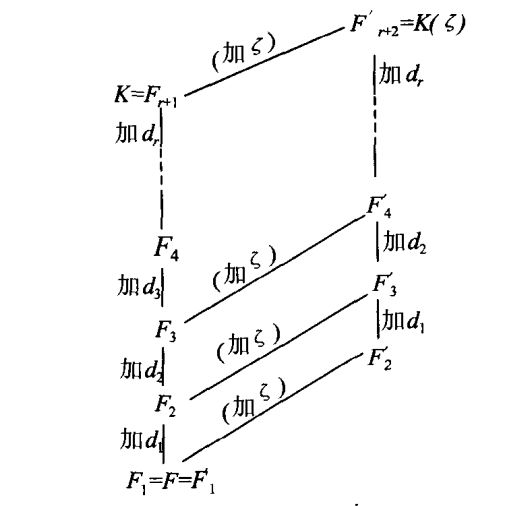 F′r+2=K(ζ)
(加ζ)
加dr
K=Fr+1
加dr
F′4
F4
加d2
(加ζ)
加d3
F′3
F3
加d1
(加ζ)
加d2
F′2
F2
(加ζ)
加d1
F1=F=F′1